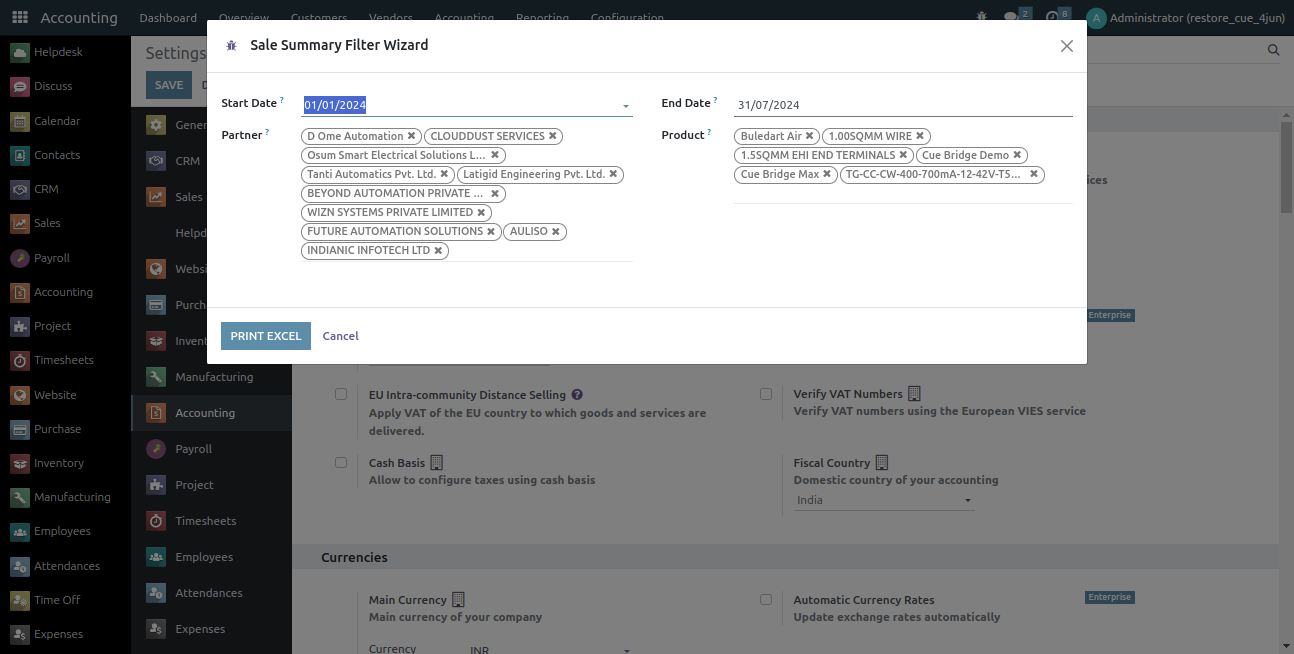 Accounting Dashboard Overview Customers Vendors Accounting Reporting Configuration 2 8 A Administrator (restore_cue_4jun)
Sale Summary Filter Wizard
Start Date ? 01/01/2024
End Date ? 31/07/2024
Partner ?
D Ome Automation CLOUDDUST SERVICES
Osum Smart Electrical Solutions L...
Tanti Automatics Pvt. Ltd. Latigid Engineering Pvt. Ltd.
BEYOND AUTOMATION PRIVATE ...
WIZN SYSTEMS PRIVATE LIMITED
FUTURE AUTOMATION SOLUTIONS AULISO
INDIANIC INFOTECH LTD
Product ?
Buledart Air 1.00SQMM WIRE
1.5SQMM EHI END TERMINALS Cue Bridge Demo
Cue Bridge Max TG-CC-CW-400-700mA-12-42V-T5...
PRINT EXCEL Cancel
Helpdesk
Discuss
Calendar
Contacts
CRM
Sales
Payroll
Accounting
Project
Timesheets
Website
Purchase
Inventory
Manufacturing
Employees
Attendances
Time Off
Expenses
Settings
SAVE D
Gener
CRM
Sales
Helpd
Websi
Purch
Invent
Manufacturing
Accounting
Payroll
Project
Timesheets
Employees
Attendances
Expenses
ices
Enterprise
EU Intra-community Distance Selling ?
Apply VAT of the EU country to which goods and services are
delivered.
Verify VAT Numbers
Verify VAT numbers using the European VIES service
Cash Basis
Allow to configure taxes using cash basis
Fiscal Country
Domestic country of your accounting
India
Currencies
Main Currency
Main currency of your company
Currency INR
Automatic Currency Rates
Update exchange rates automatically
Enterprise